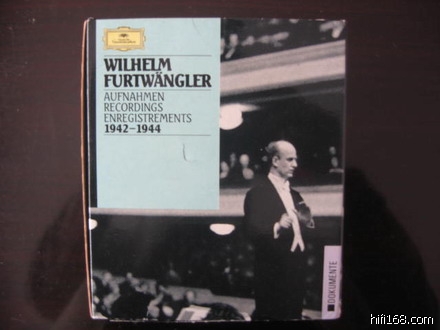 WILHELM
FURTWÄNGLER
AUFNAHMEN
RECORDINGS
ENREGISTREMENTS
1942–1944
DOKUMENTE
hifi168.com